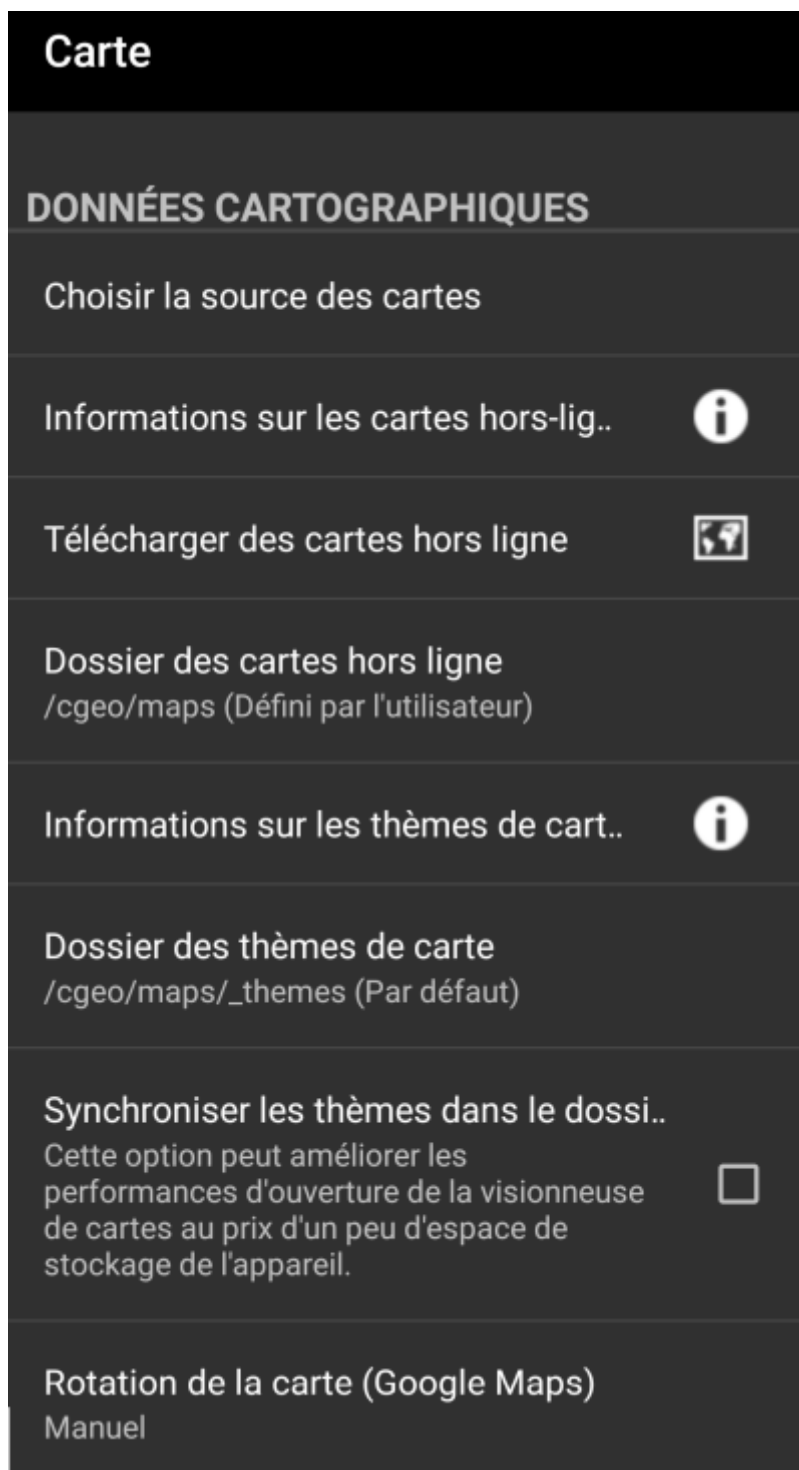 Carte
DONNÉES CARTOGRAPHIQUES
Choisir la source des cartes
Informations sur les cartes hors-lig..
Télécharger des cartes hors ligne
Dossier des cartes hors ligne
/cgeo/maps (Défini par l'utilisateur)
Informations sur les thèmes de cart..
Dossier des thèmes de carte
/cgeo/maps/_themes (Par défaut)
Synchroniser les thèmes dans le dossi..
Cette option peut améliorer les
performances d'ouverture de la visionneuse
de cartes au prix d'un peu d'espace de
stockage de l'appareil.
Rotation de la carte (Google Maps)
Manuel